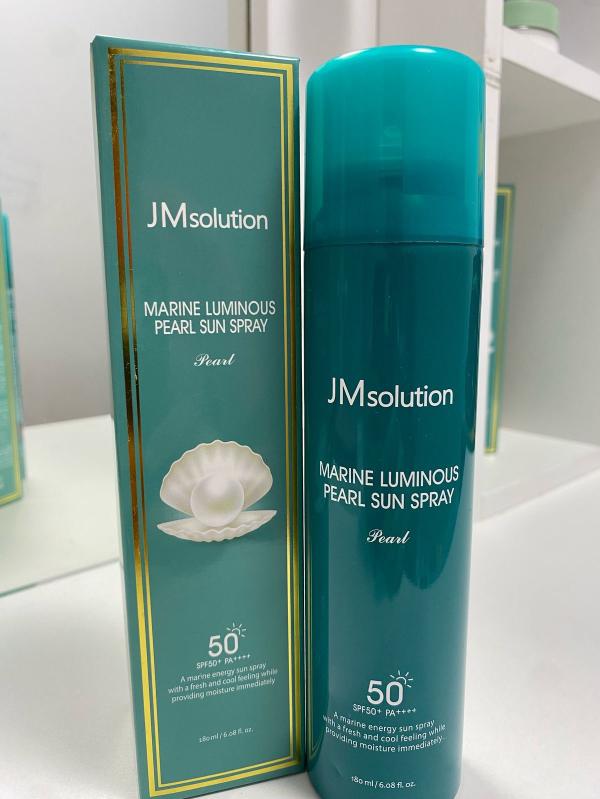 JMsolution
MARINE LUMINOUS
PEARL SUN SPRAY
Pearl
50
SPF50+ PA++++
A marine energy sun spray
with a fresh and cool feeling while
providing moisture immediately
180 ml / 6.08 fl. oz.
JMsolution
MARINE LUMINOUS
PEARL SUN SPRAY
Pearl
50
SPF50+ PA++++
A marine energy sun spray
with a fresh and cool feeling while
providing moisture immediately
180 ml / 6.08 fl. oz.